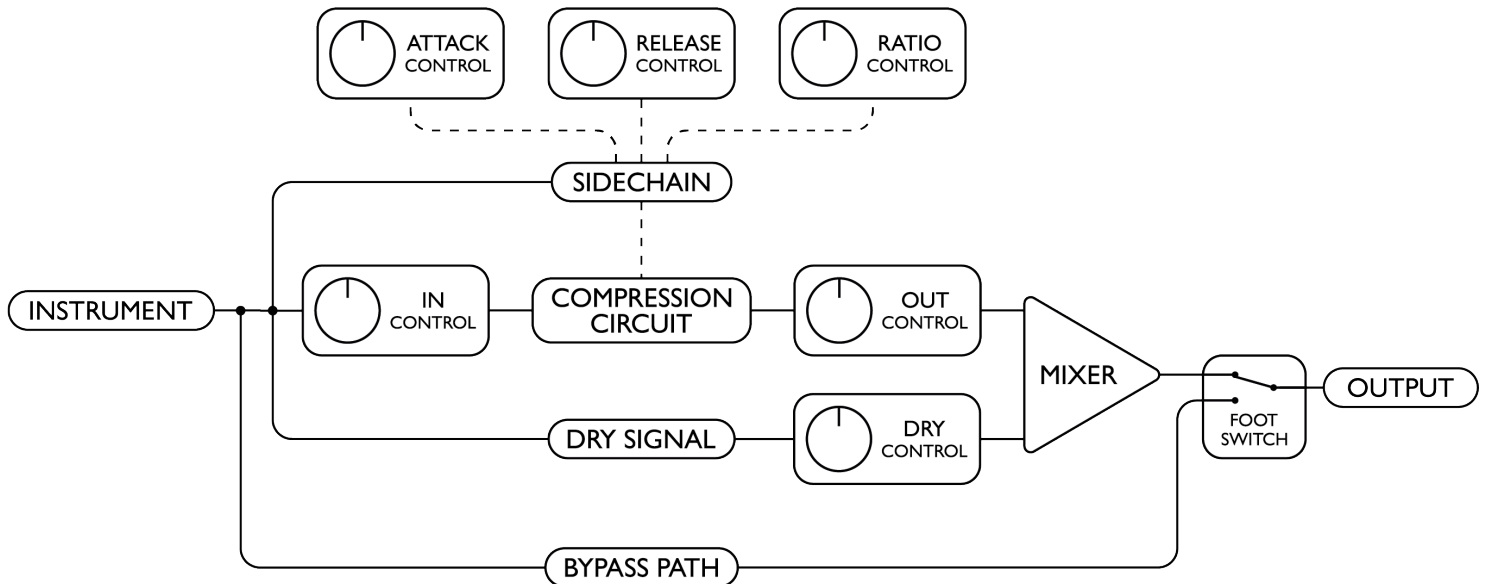 ATTACK
CONTROL
RELEASE
CONTROL
RATIO
CONTROL
SIDECHAIN
INSTRUMENT
IN
CONTROL
COMPRESSION
CIRCUIT
OUT
CONTROL
MIXER
FOOT
SWITCH
OUTPUT
DRY SIGNAL
DRY
CONTROL
BYPASS PATH